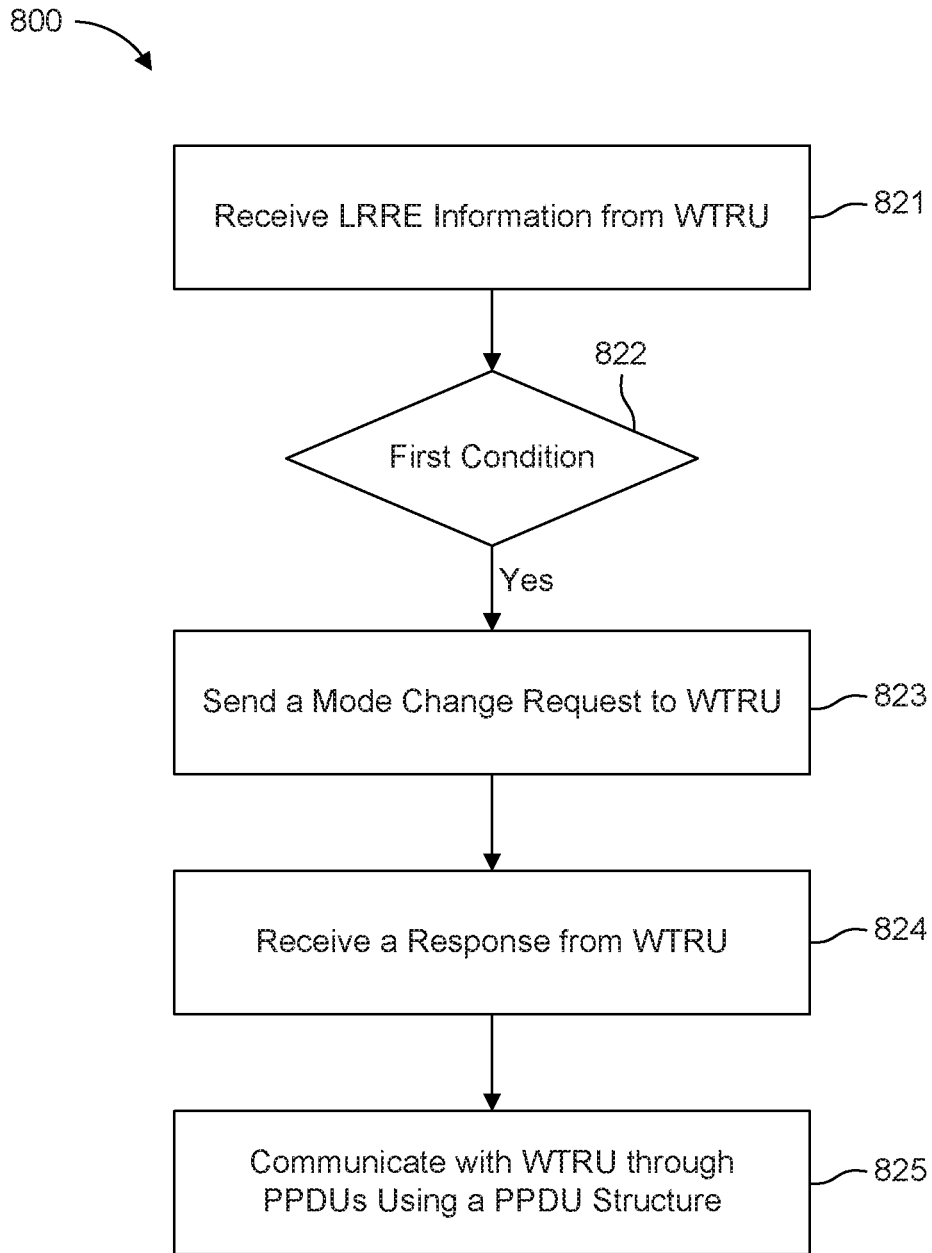 800
Receive LRRE Information from WTRU
821
822
First Condition
Yes
Send a Mode Change Request to WTRU
823
Receive a Response from WTRU
824
Communicate with WTRU through
PPDUs Using a PPDU Structure
825